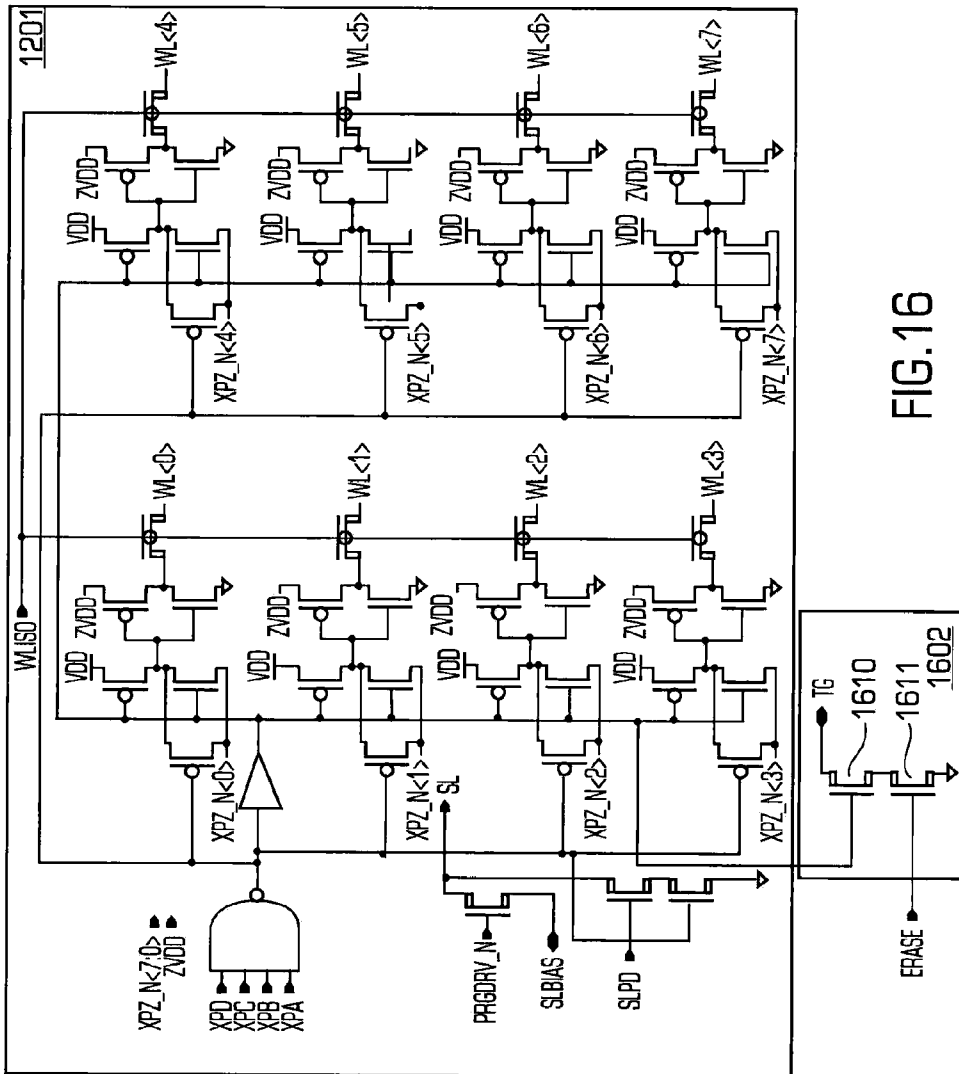 1201
WLISO
VDD
ZVDD
WL<0>
XPZ_N<0>
VDD
ZVDD
WL<1>
XPZ_N<1>
VDD
ZVDD
WL<2>
XPZ_N<2>
VDD
ZVDD
WL<3>
XPZ_N<3>
VDD
ZVDD
WL<4>
XPZ_N<4>
VDD
ZVDD
WL<5>
XPZ_N<5>
VDD
ZVDD
WL<6>
XPZ_N<6>
VDD
ZVDD
WL<7>
XPZ_N<7>
XPZ_N<7:0>
ZVDD
XPD
XPC
XPB
XPA
SL
PRGDRV_N
SLBIAS
SLPD
TG
1610
1611
1602
ERASE
FIG.16